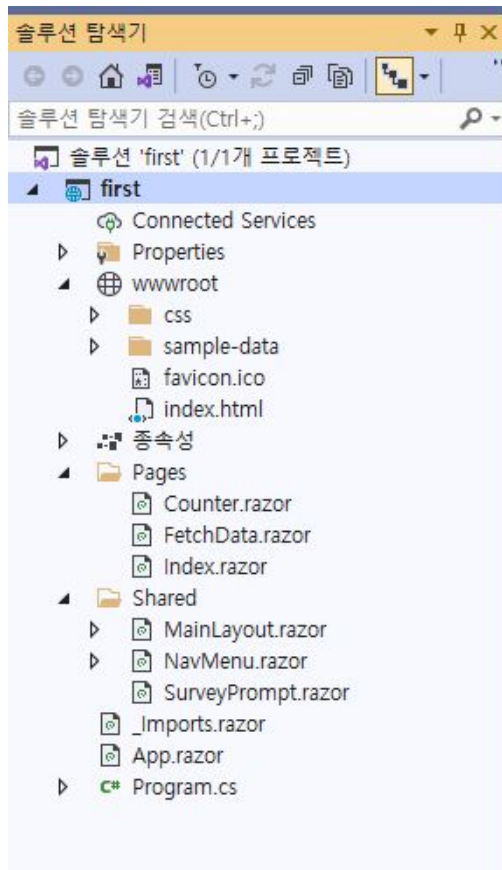 솔루션 탐색기
솔루션 탐색기 검색(Ctrl+;)
솔루션 'first' (1/1개 프로젝트)
first
Connected Services
Properties
wwwroot
css
sample-data
favicon.ico
index.html
종속성
Pages
Counter.razor
FetchData.razor
Index.razor
Shared
MainLayout.razor
NavMenu.razor
SurveyPrompt.razor
_Imports.razor
App.razor
C# Program.cs